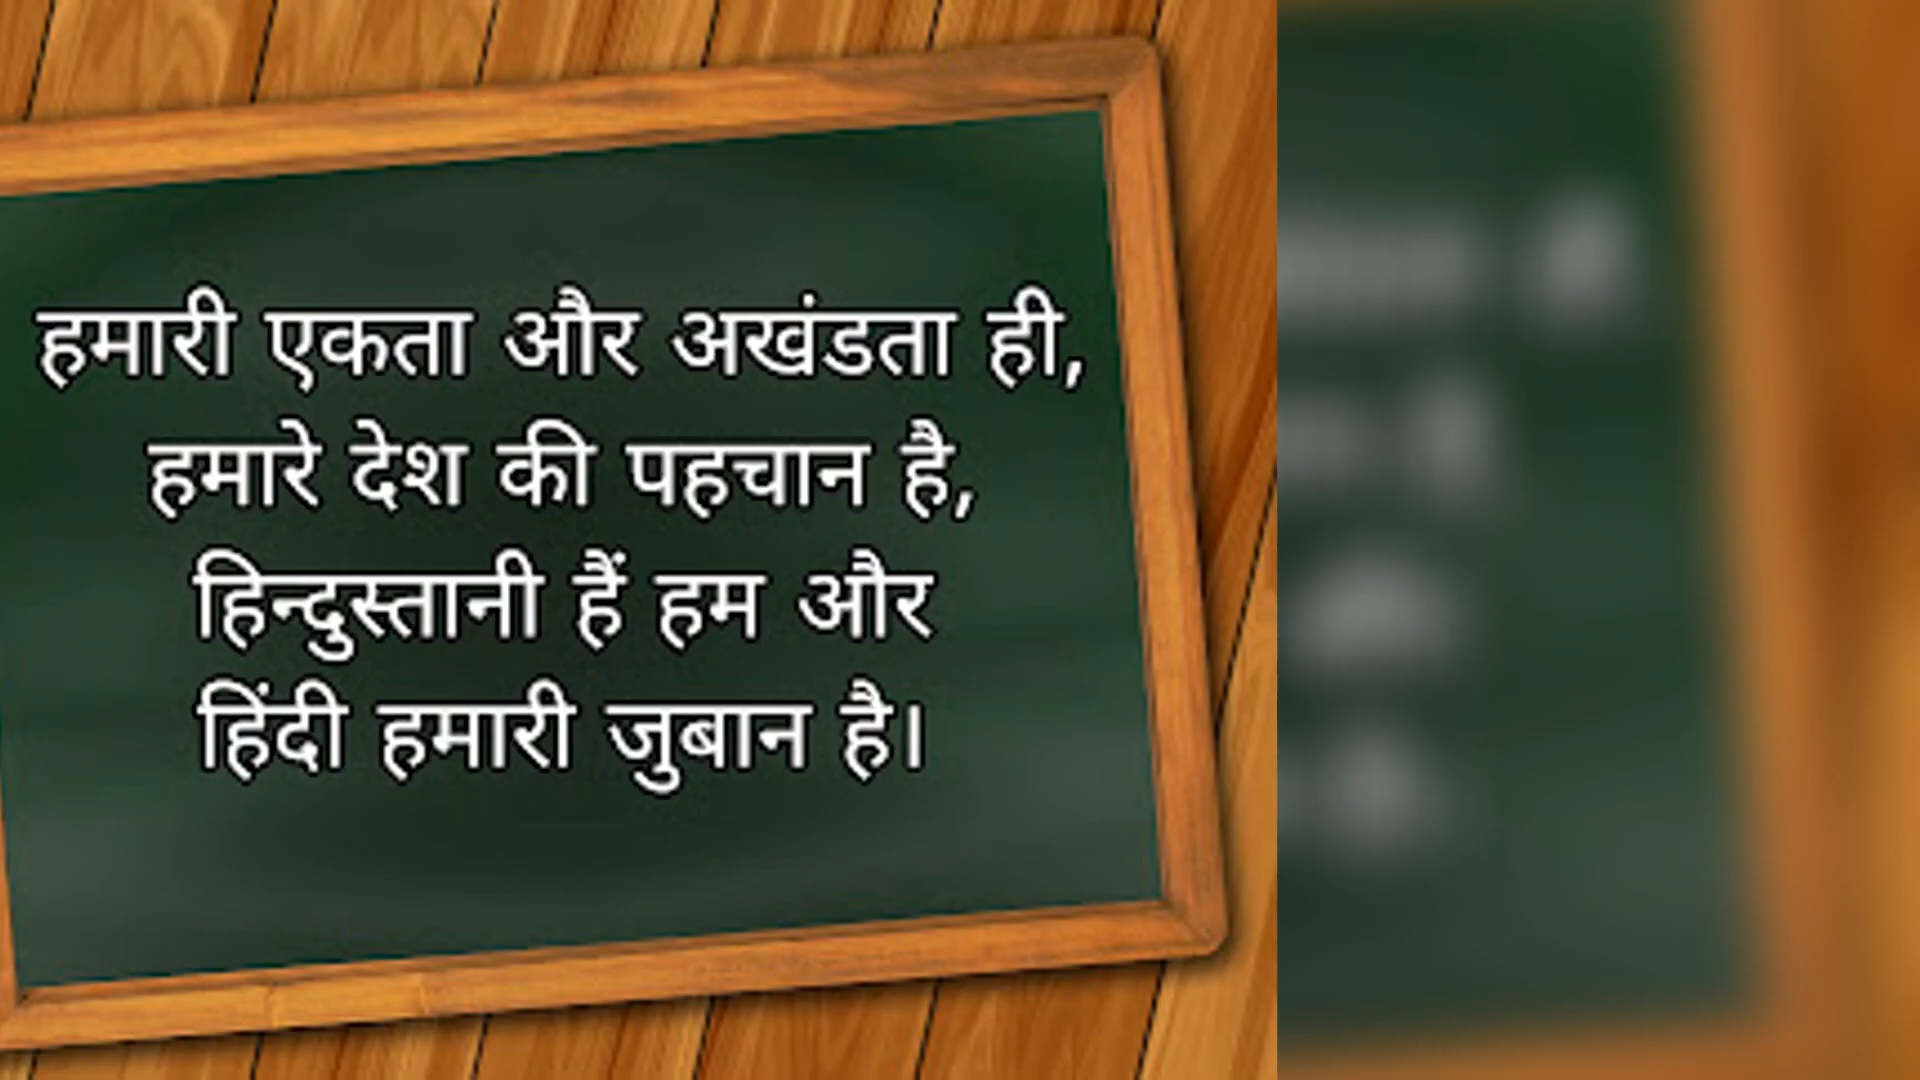 हमारी एकता और अखंडता ही,
हमारे देश की पहचान है,
हिन्दुस्तानी हैं हम और
हिंदी हमारी जुबान है।